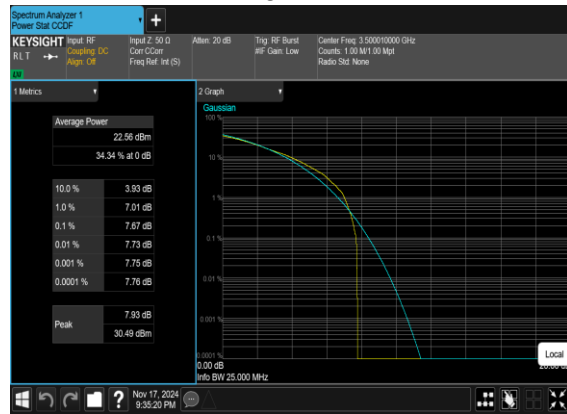 Spectrum Analyzer 1
Power Stat CCDF
+
KEYSIGHT
RLT
LW
Input: RF
Coupling: DC
Align: Off
Input Z: 50 Ω
Corr CCorr
Freq Ref: Int (S)
Atten: 20 dB
Trig: RF Burst
#IF Gain: Low
Center Freq: 3.500010000 GHz
Counts: 1.00 M/1.00 Mpt
Radio Std: None
1 Metrics
Average Power
22.56 dBm
34.34 % at 0 dB
10.0 % 3.93 dB
1.0 % 7.01 dB
0.1 % 7.67 dB
0.01 % 7.73 dB
0.001 % 7.75 dB
0.0001 % 7.76 dB
Peak 7.93 dB
30.49 dBm
2 Graph
Gaussian
100 %
10 %
1 %
0.1 %
0.01 %
0.001 %
0.0001 %
0.00 dB
Info BW 25.000 MHz
Local
?
Nov 17, 2024
9:35:20 PM